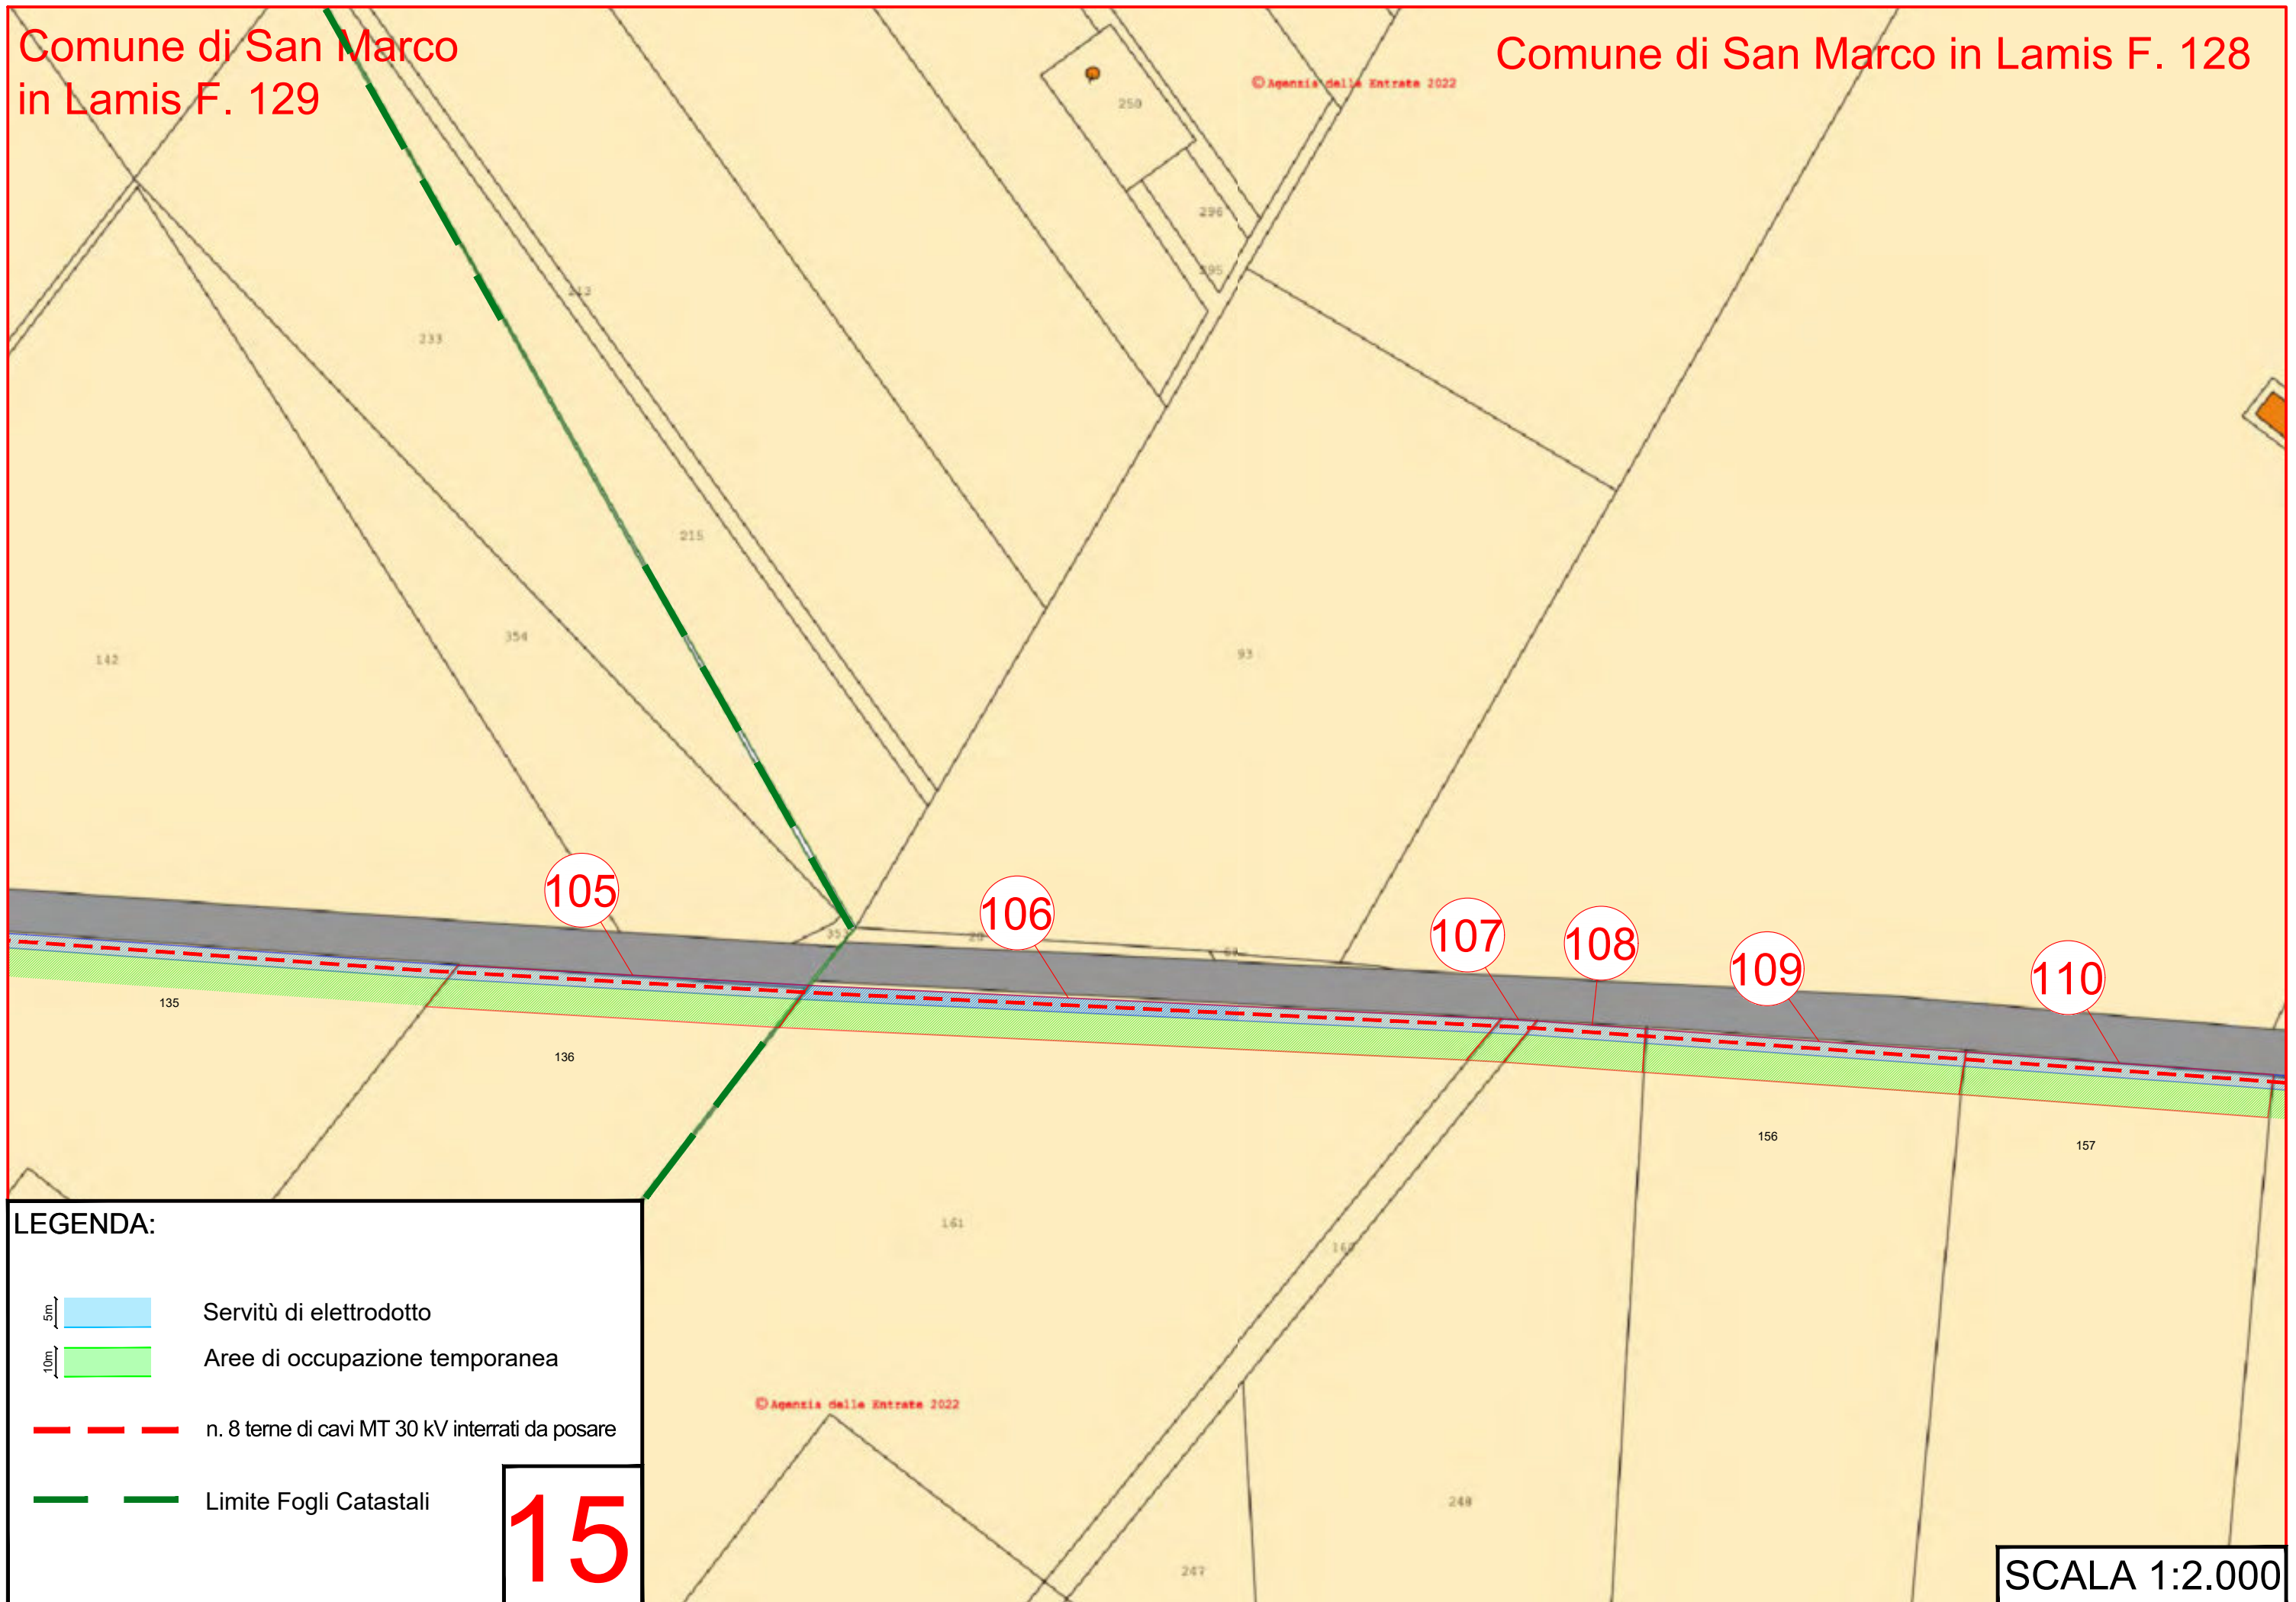 Comune di San Marco
in Lamis F. 129
Comune di San Marco in Lamis F. 128
© Agenzia delle Entrate 2022
250
296
295
213
233
215
354
142
93
105
106
107
108
109
110
353
20
135
136
156
157
161
248
247
© Agenzia delle Entrate 2022
LEGENDA:
5m
Servitù di elettrodotto
10m
Aree di occupazione temporanea
n. 8 terne di cavi MT 30 kV interrati da posare
Limite Fogli Catastali
15
SCALA 1:2.000